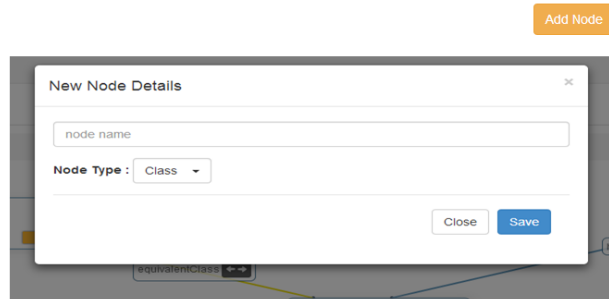 Add Node
New Node Details
×
node name
Node Type : Class
Close Save
equivalentClass